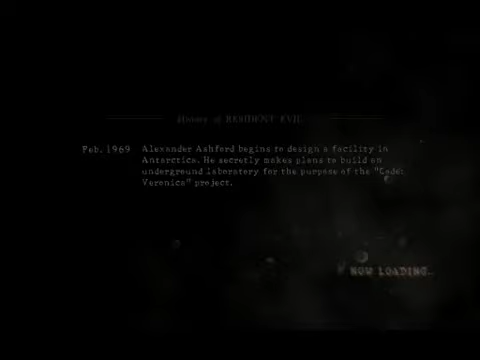 History of RESIDENT EVIL
Feb. 1969 Alexander Ashford begins to design a facility in
Antarctica. He secretly makes plans to build an
underground laboratory for the purpose of the "Code:
Veronica" project.
NOW LOADING...